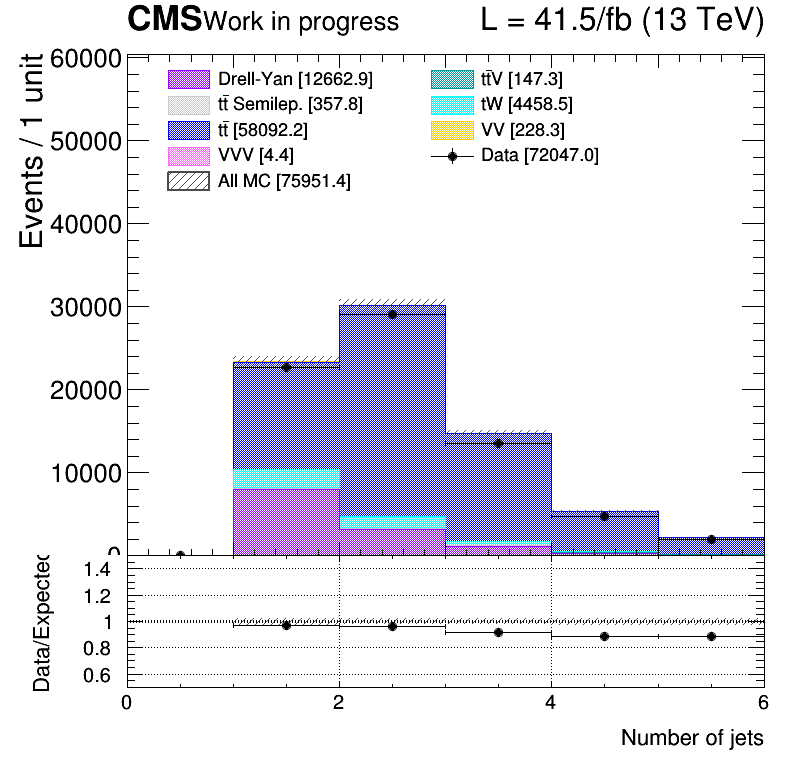 CMS Work in progress L = 41.5/fb (13 TeV)
Events / 1 unit
60000
50000
40000
30000
20000
10000
0
Drell-Yan [12662.9]
tt̄ Semilep. [357.8]
tt̄ [58092.2]
VVV [4.4]
All MC [75951.4]
tt̄V [147.3]
tW [4458.5]
VV [228.3]
Data [72047.0]
Data/Expected
1.4
1.2
1
0.8
0.6
0 2 4 6
Number of jets